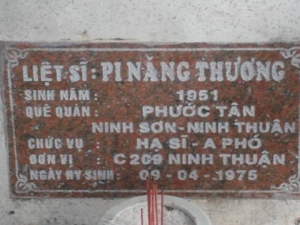 LIỆT SĨ : PI NĂNG THƯƠNG
SINH NĂM : 1951
QUÊ QUÁN : PHƯỚC TÂN
NINH SƠN-NINH THUẬN
CHỨC VỤ : HẠ SĨ - A PHÓ
ĐƠN VỊ : C209 NINH THUẬN
NGÀY HY SINH: 09-04-1975